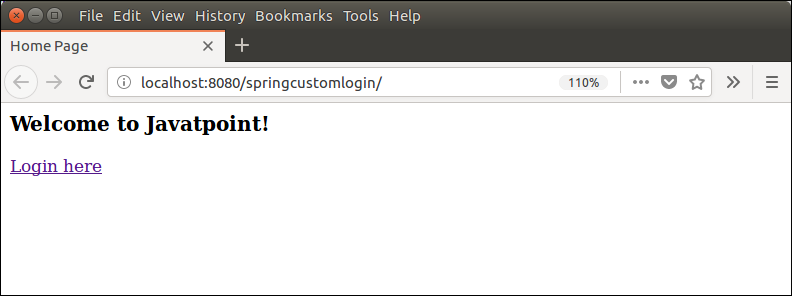 File Edit View History Bookmarks Tools Help
Home Page
localhost:8080/springcustomlogin/ 110%
Welcome to Javatpoint!
Login here